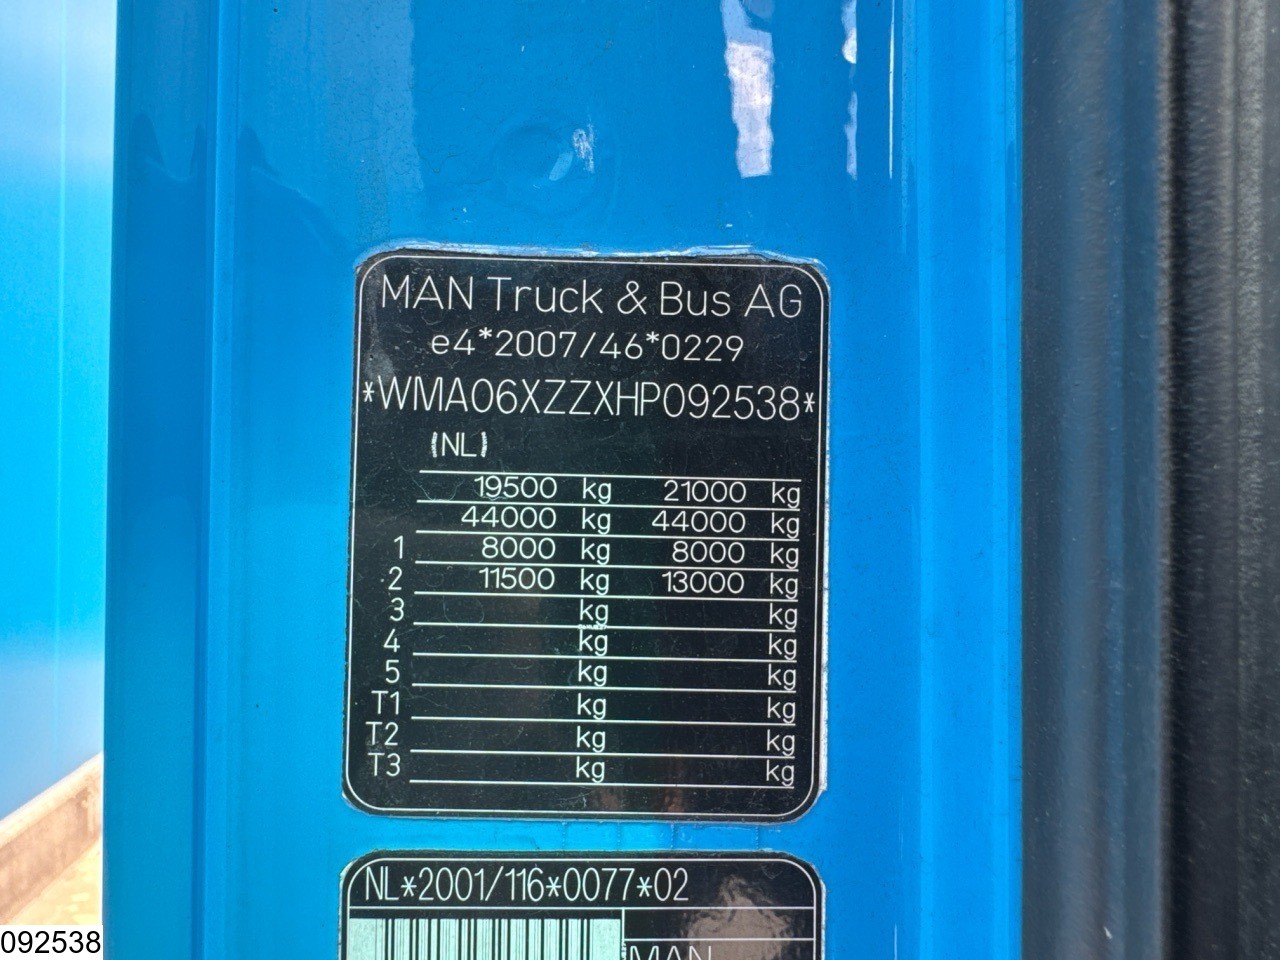 MAN Truck & Bus AG
e4*2007/46*0229
*WMA06XZZXHP092538*
(NL)
19500 kg 21000 kg
44000 kg 44000 kg
1 8000 kg 8000 kg
2 11500 kg 13000 kg
3 kg kg
4 kg kg
5 kg kg
T1 kg kg
T2 kg kg
T3 kg kg
NL*2001/116*0077*02
MAN
092538